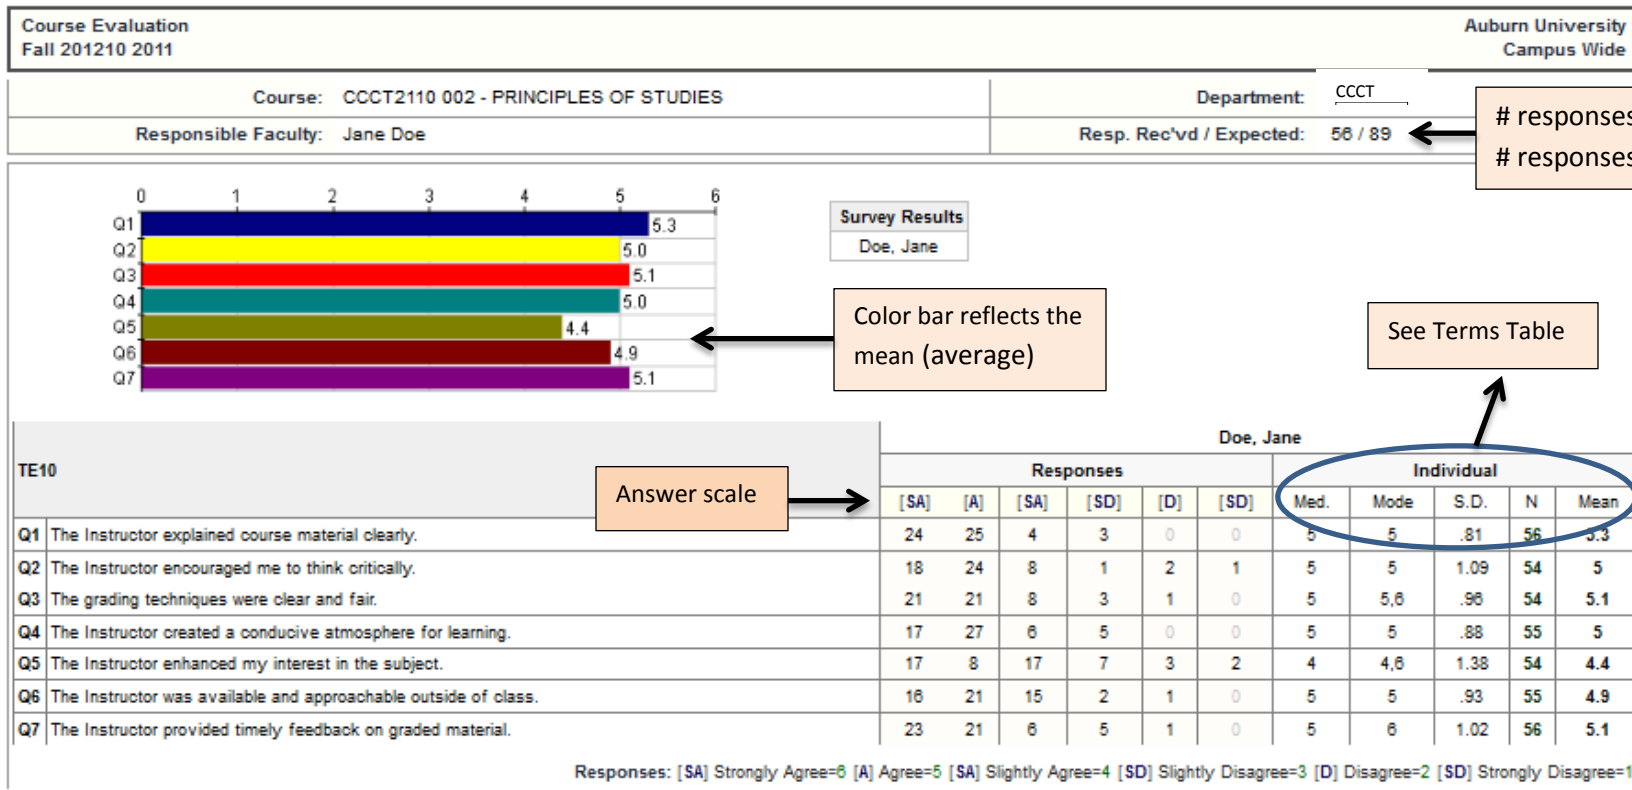 Course Evaluation
Fall 201210 2011
Auburn University
Campus Wide
Course: CCCT2110 002 - PRINCIPLES OF STUDIES
Department: CCCT
Responsible Faculty: Jane Doe
Resp. Rec'vd / Expected: 56 / 89
# responses
# responses
0 1 2 3 4 5 6
Q1 5.3
Q2 5.0
Q3 5.1
Q4 5.0
Q5 4.4
Q6 4.9
Q7 5.1
Survey Results
Doe, Jane
Color bar reflects the
mean (average)
See Terms Table
Doe, Jane
TE10
Responses Individual
Answer scale
[SA] [A] [SA] [SD] [D] [SD] Med. Mode S.D. N Mean
Q1 The Instructor explained course material clearly. 24 25 4 3 0 0 5 5 .81 56 5.3
Q2 The Instructor encouraged me to think critically. 18 24 8 1 2 1 5 5 1.09 54 5
Q3 The grading techniques were clear and fair. 21 21 8 3 1 0 5 5,6 .96 54 5.1
Q4 The Instructor created a conducive atmosphere for learning. 17 27 6 5 0 0 5 5 .88 55 5
Q5 The Instructor enhanced my interest in the subject. 17 8 17 7 3 2 4 4,6 1.38 54 4.4
Q6 The Instructor was available and approachable outside of class. 16 21 15 2 1 0 5 5 .93 55 4.9
Q7 The Instructor provided timely feedback on graded material. 23 21 6 5 1 0 5 6 1.02 56 5.1
Responses: [SA] Strongly Agree=6 [A] Agree=5 [SA] Slightly Agree=4 [SD] Slightly Disagree=3 [D] Disagree=2 [SD] Strongly Disagree=1